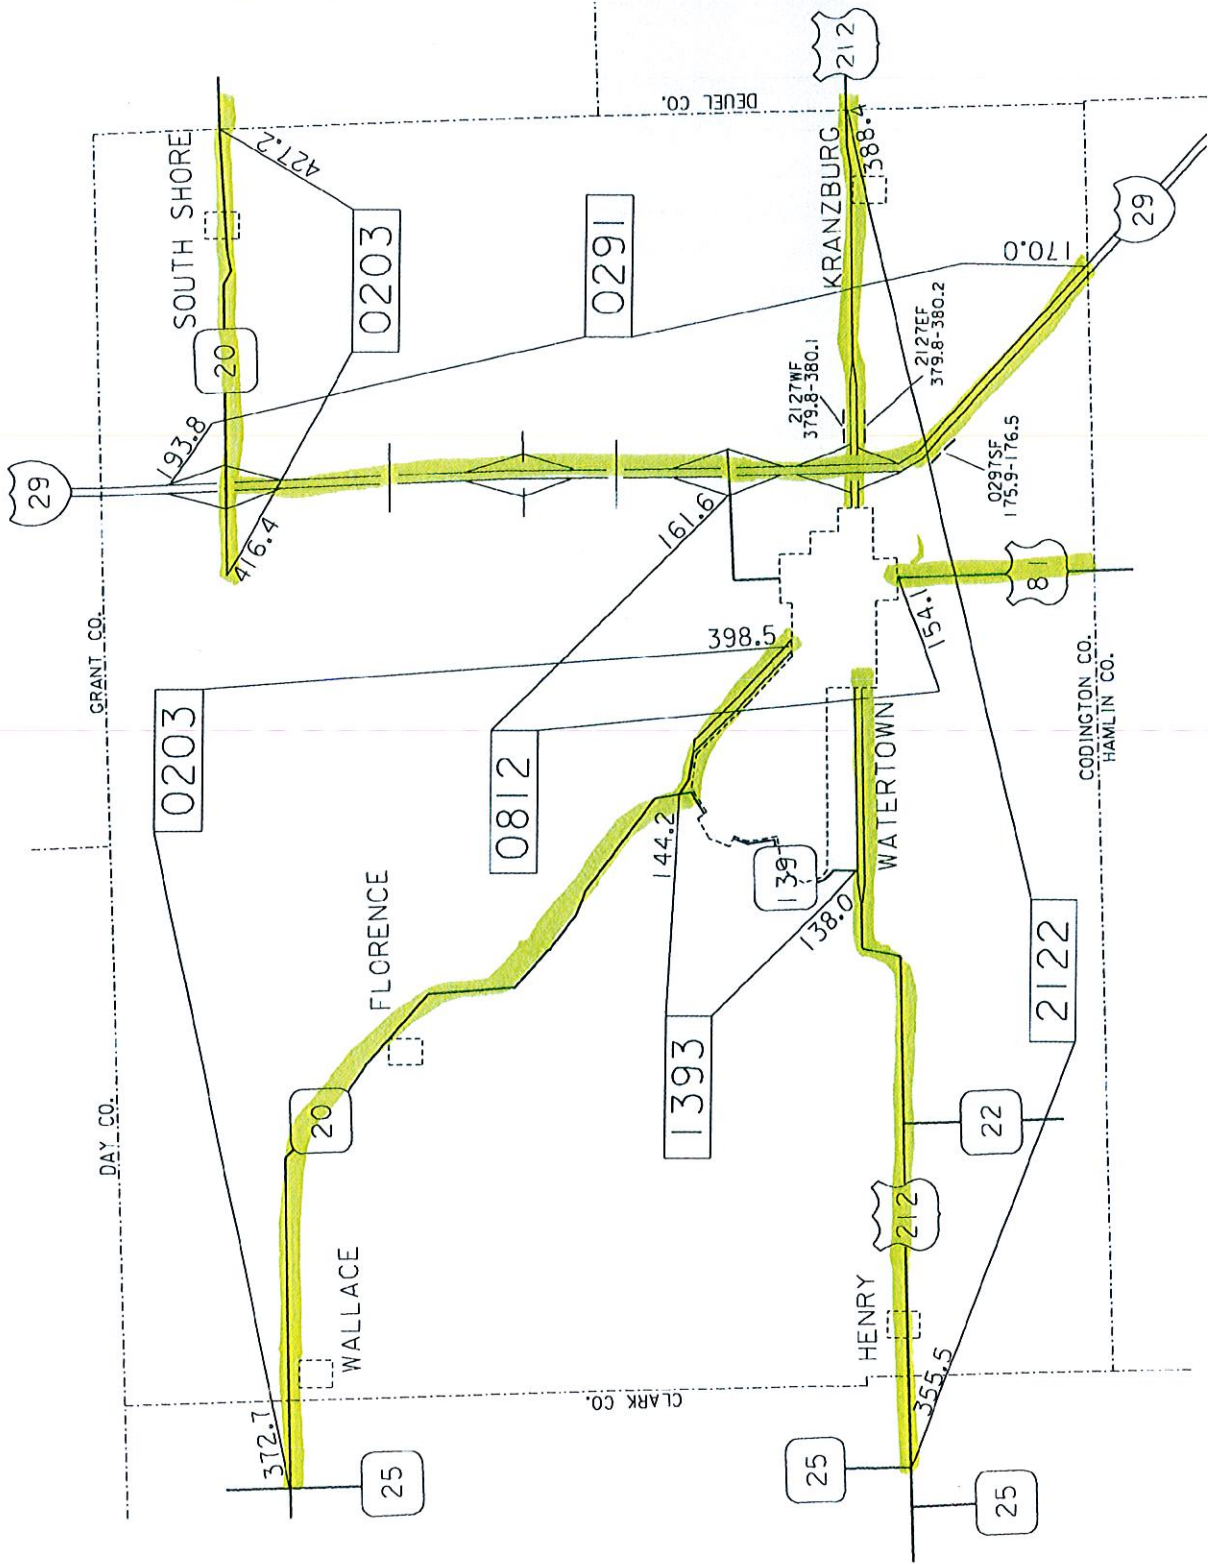 GRANT CO.
DAY CO.
DEUEL CO.
CLARK CO.
CODINGTON CO.
HAMLIN CO.
29
193.8
20
SOUTH SHORE
427.2
0203
416.4
0291
0203
372.7
25
WALLACE
20
FLORENCE
398.5
161.6
0812
144.2
1393
139
138.0
WATERTOWN
154.1
81
2127WF
379.8-380.1
2127EF
379.8-380.2
0297SF
175.9-176.5
KRANZBURG
388.4
212
170.0
29
2122
22
212
HENRY
355.5
25
25